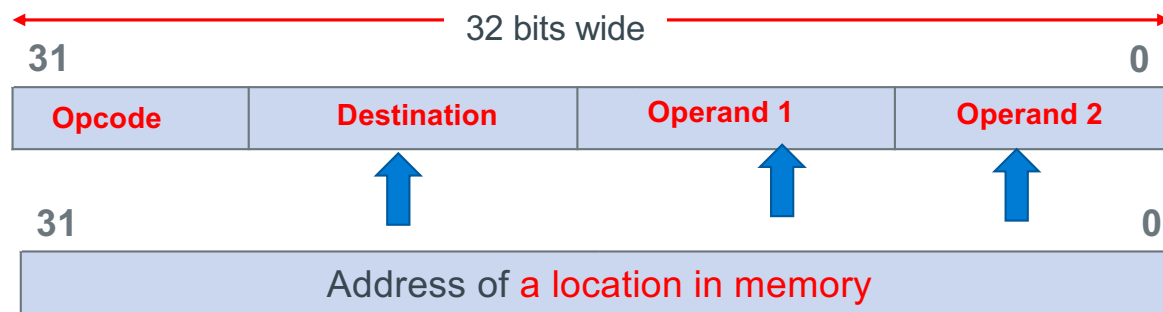 32 bits wide
31 0
Opcode Destination Operand 1 Operand 2
31 0
Address of a location in memory